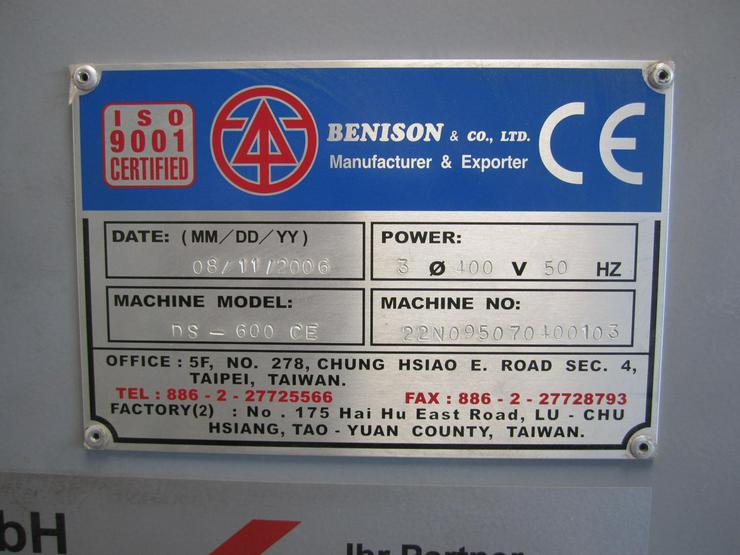 ISO
9001
CERTIFIED
BENISON & CO., LTD.
Manufacturer & Exporter
CE
DATE: (MM/DD/YY)
08/11/2006
POWER:
3 Ø 400 V 50 HZ
MACHINE MODEL:
DS - 600 CE
MACHINE NO:
22N095070400103
OFFICE : 5F, NO. 278, CHUNG HSIAO E. ROAD SEC. 4,
TAIPEI, TAIWAN.
TEL : 886 - 2 - 27725566 FAX : 886 - 2 - 27728793
FACTORY(2) : No . 175 Hai Hu East Road, LU - CHU
HSIANG, TAO - YUAN COUNTY, TAIWAN.
bH
Ihr Partner